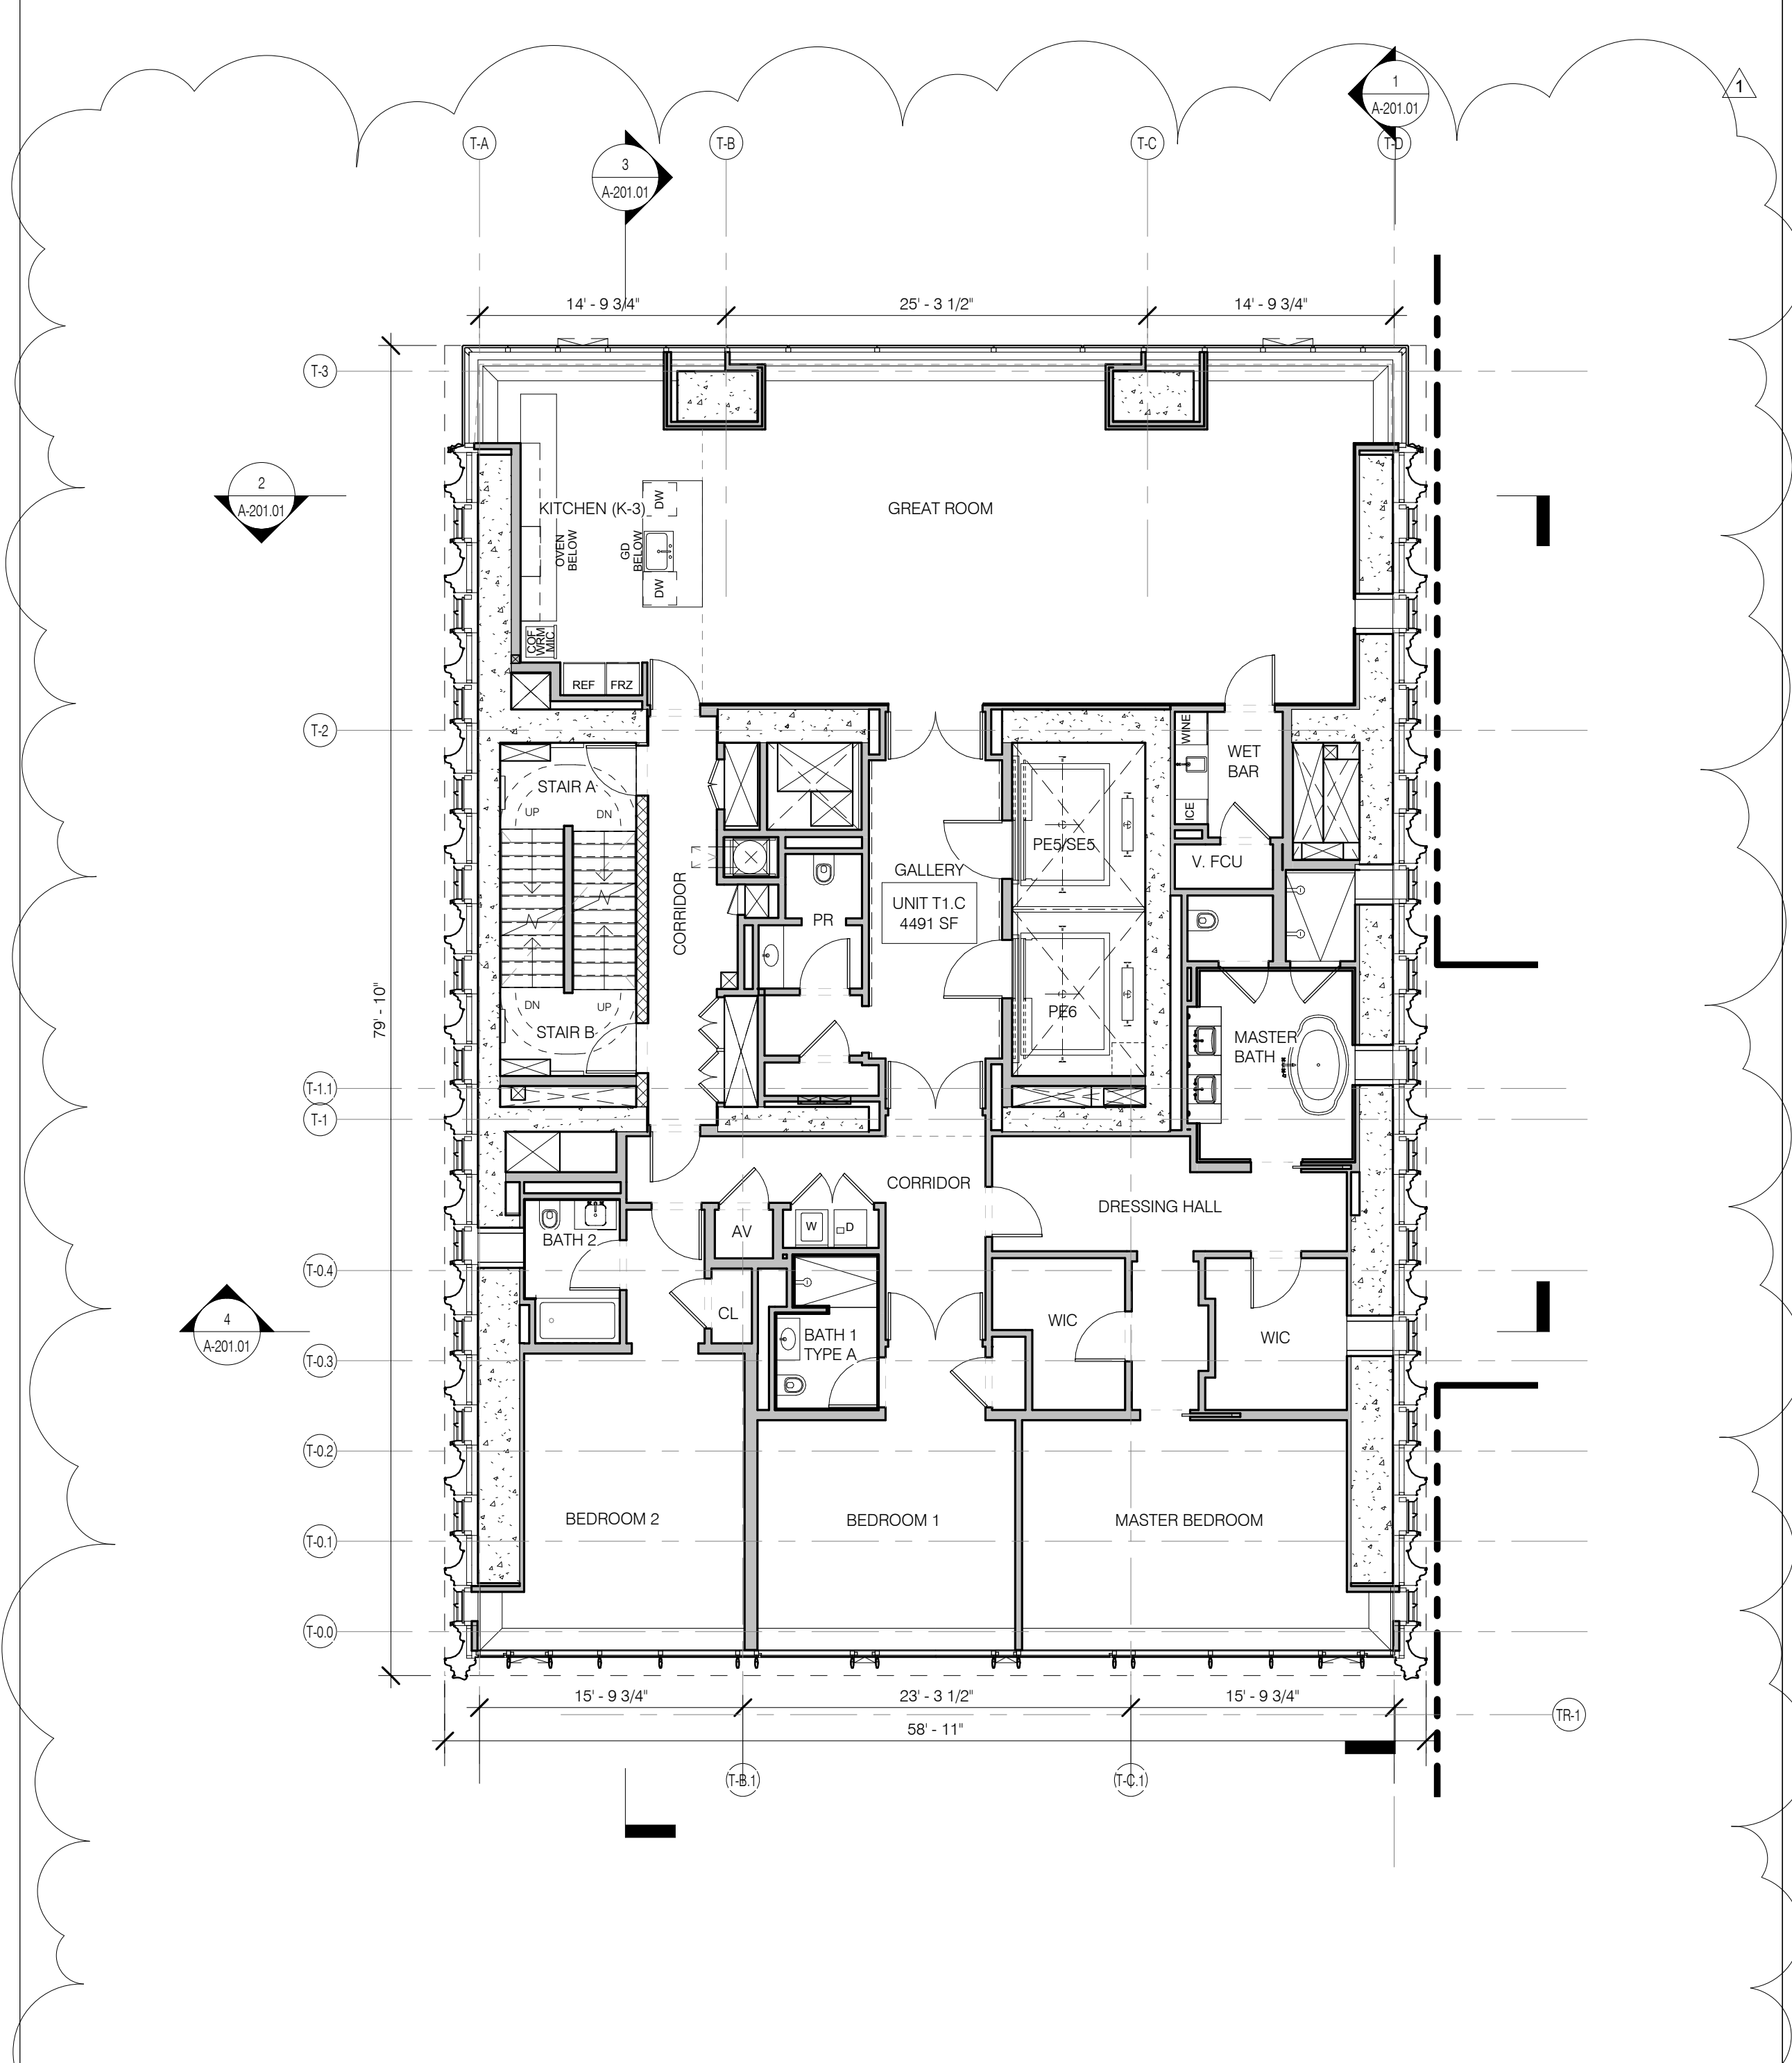 1
A-201.01
1
T-A
T-B
T-C
T-D
3
A-201.01
14' - 9 3/4"
25' - 3 1/2"
14' - 9 3/4"
T-3
2
A-201.01
KITCHEN (K-3)
DW
GREAT ROOM
OVEN
BELOW
GD
BELOW
DW
COF
WRM
MIC.
REF
FRZ
T-2
WINE
WET
BAR
ICE
STAIR A
UP
DN
PE5/SE5
V. FCU
GALLERY
UNIT T1.C
4491 SF
CORRIDOR
PR
79' - 10"
DN
UP
STAIR B
PE6
MASTER
BATH
T-1.1
T-1
CORRIDOR
DRESSING HALL
W
D
AV
BATH 2
T-0.4
4
A-201.01
CL
WIC
WIC
BATH 1
TYPE A
T-0.3
T-0.2
BEDROOM 2
BEDROOM 1
MASTER BEDROOM
T-0.1
T-0.0
15' - 9 3/4"
23' - 3 1/2"
15' - 9 3/4"
TR-1
58' - 11"
T-B.1
T-C.1